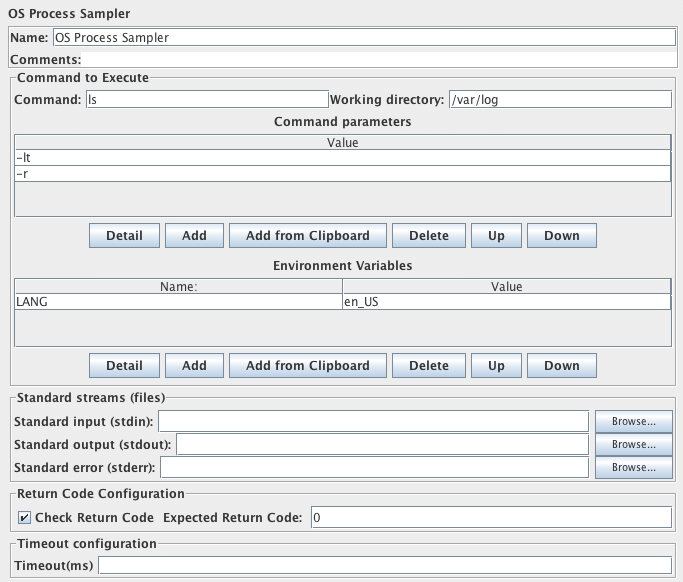 OS Process Sampler
Name: OS Process Sampler
Comments:
Command to Execute
Command: ls Working directory: /var/log
Command parameters
Value
-lt
-r
Detail Add Add from Clipboard Delete Up Down
Environment Variables
Name: Value
LANG en_US
Detail Add Add from Clipboard Delete Up Down
Standard streams (files)
Standard input (stdin): Browse...
Standard output (stdout): Browse...
Standard error (stderr): Browse...
Return Code Configuration
Check Return Code Expected Return Code: 0
Timeout configuration
Timeout(ms)